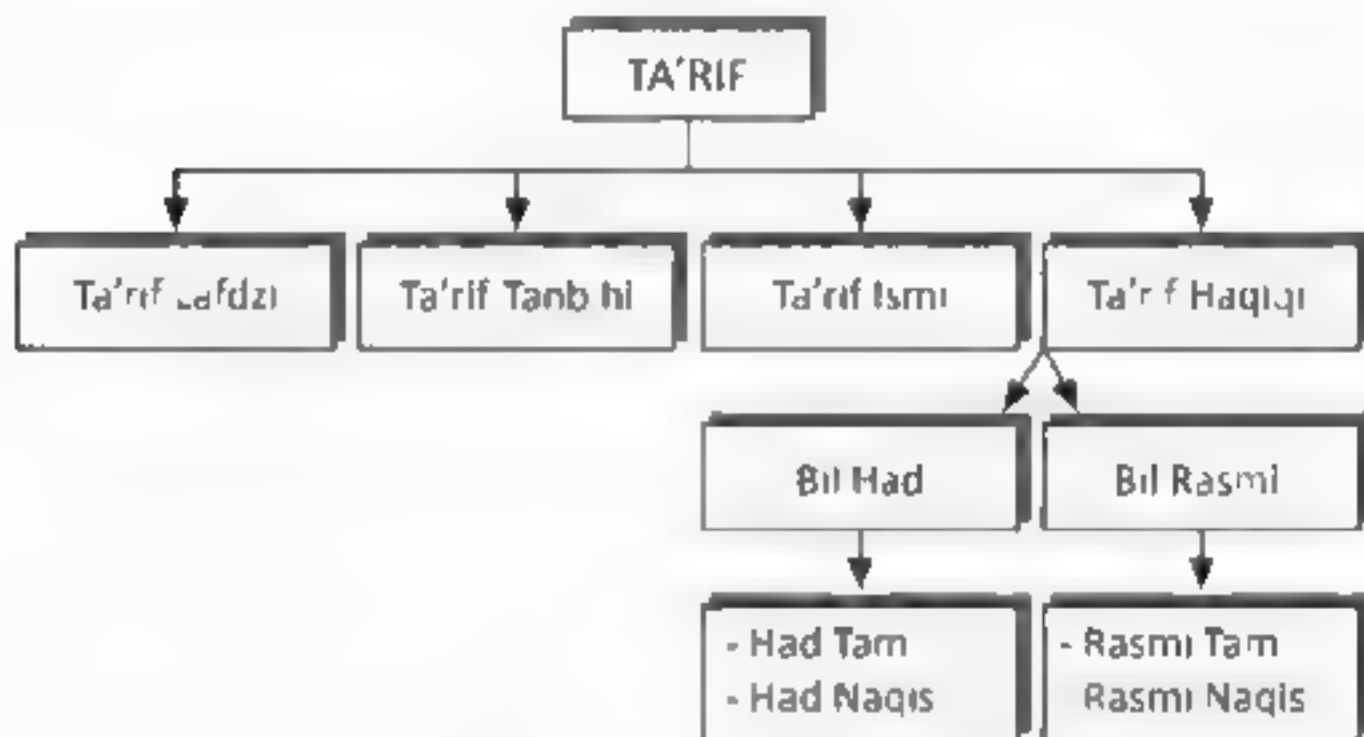 TA'RIF
Ta'rif Lafdzi
Ta'rif Tanbihi
Ta'rif Ismi
Ta'rif Haqiqi
Bil Had
Bil Rasmi
- Had Tam
- Had Naqis
- Rasmi Tam
Rasmi Naqis